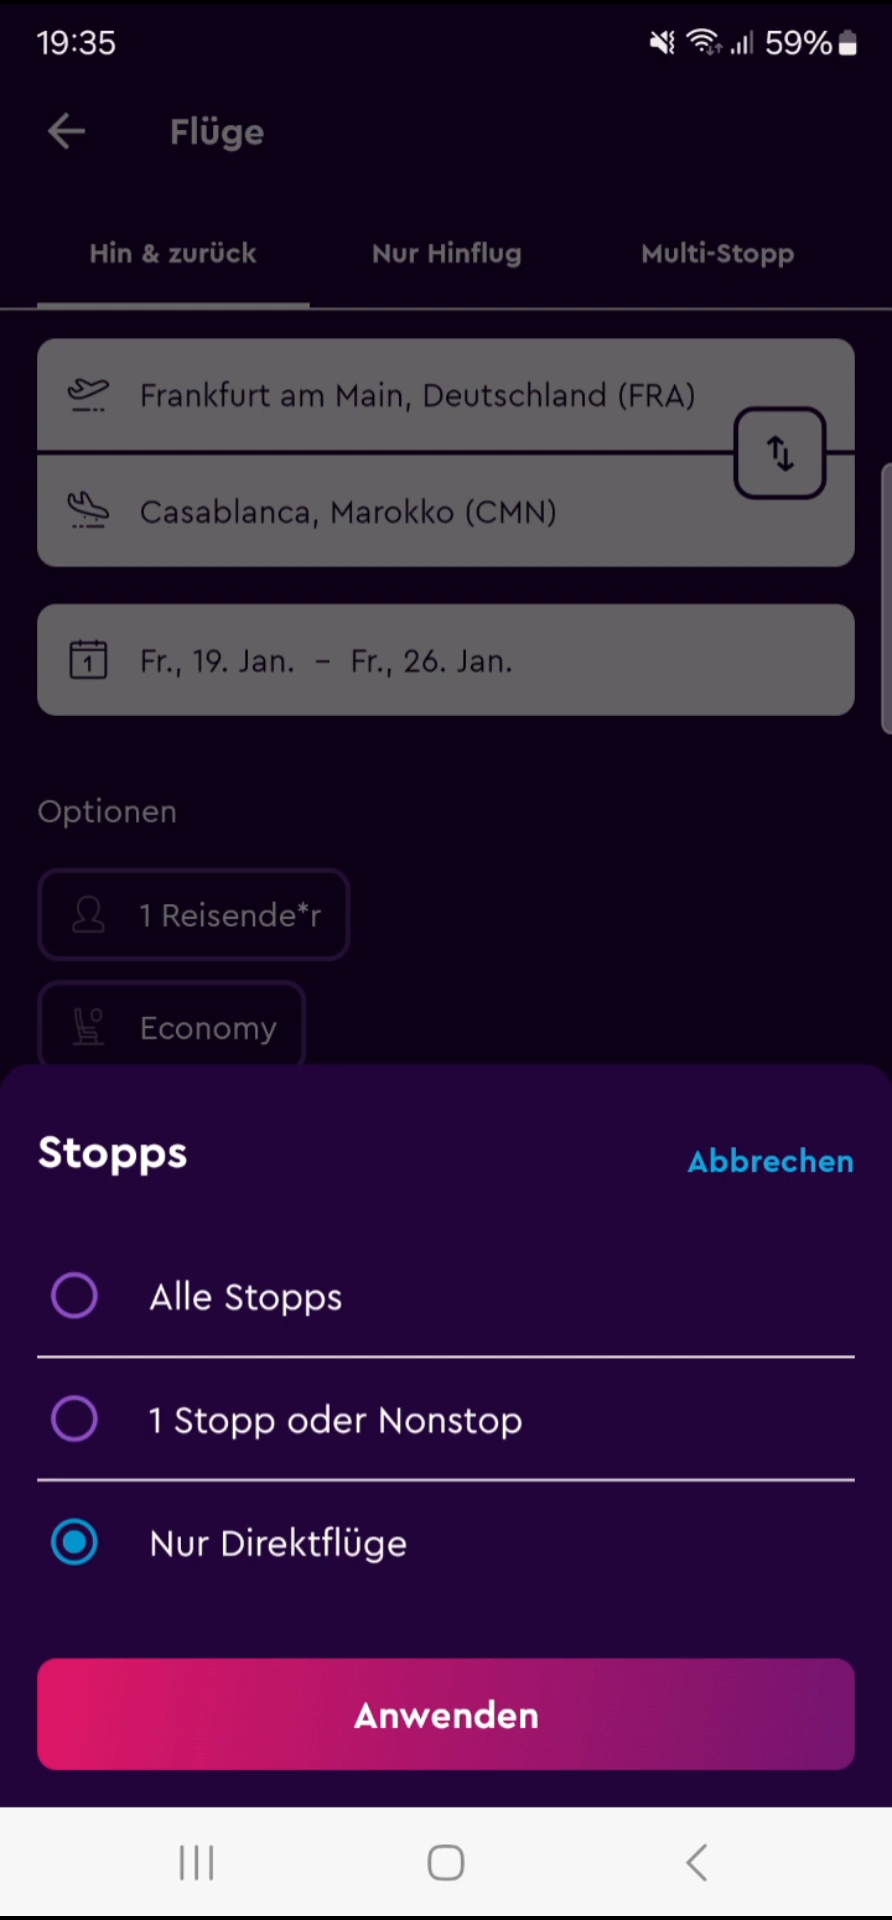 19:35
59%
Flüge
Hin & zurück
Nur Hinflug
Multi-Stopp
Frankfurt am Main, Deutschland (FRA)
Casablanca, Marokko (CMN)
1
Fr., 19. Jan. – Fr., 26. Jan.
Optionen
1 Reisende*r
Economy
Stopps
Abbrechen
Alle Stopps
1 Stopp oder Nonstop
Nur Direktflüge
Anwenden